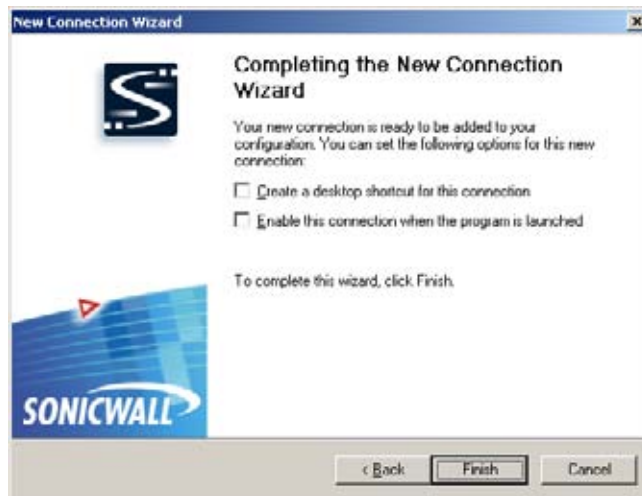 New Connection Wizard
Completing the New Connection
Wizard
Your new connection is ready to be added to your
configuration. You can set the following options for this new
connection:
Create a desktop shortcut for this connection
Enable this connection when the program is launched
To complete this wizard, click Finish.
SONICWALL
< Back
Finish
Cancel